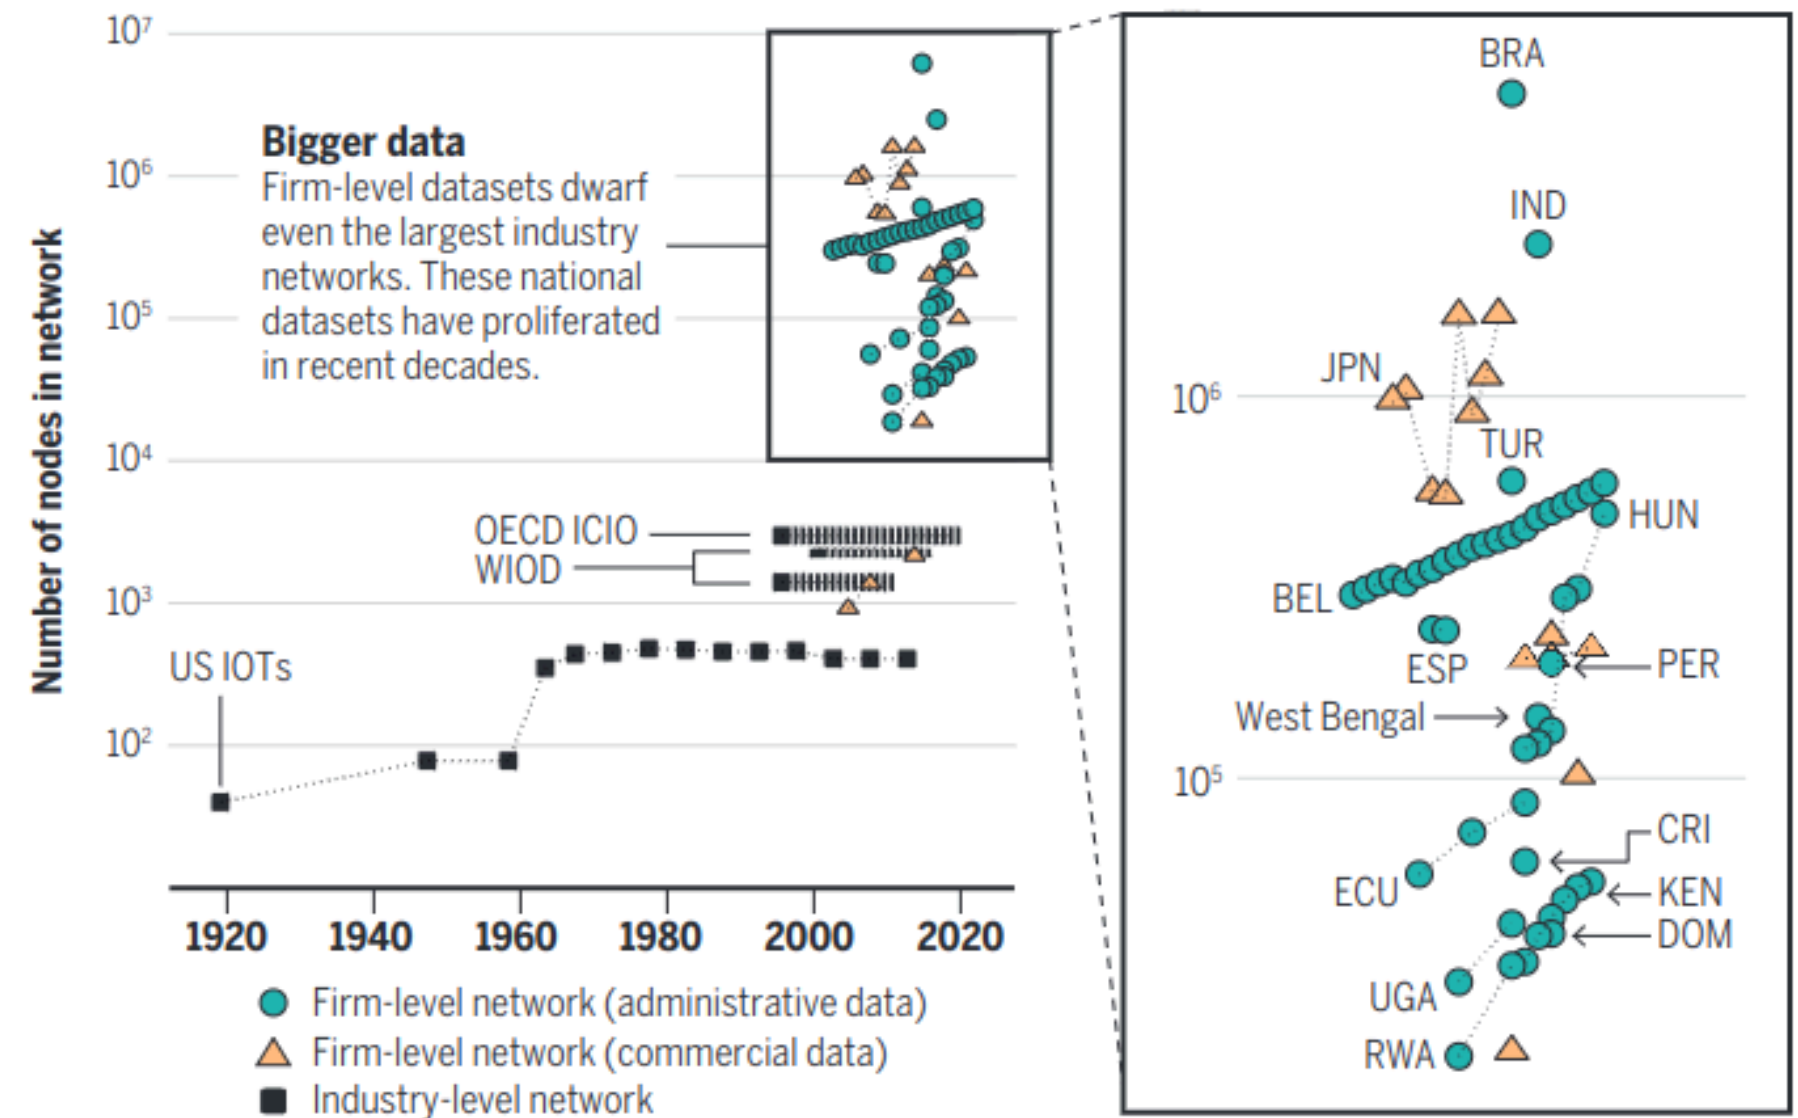 Number of nodes in network
10⁷
10⁶
10⁵
10⁴
10³
10²
Bigger data
Firm-level datasets dwarf
even the largest industry
networks. These national
datasets have proliferated
in recent decades.
OECD ICIO
WIOD
US IOTs
1920 1940 1960 1980 2000 2020
Firm-level network (administrative data)
Firm-level network (commercial data)
Industry-level network
BRA
IND
JPN
10⁶
TUR
HUN
BEL
ESP
PER
West Bengal
10⁵
CRI
ECU
KEN
DOM
UGA
RWA